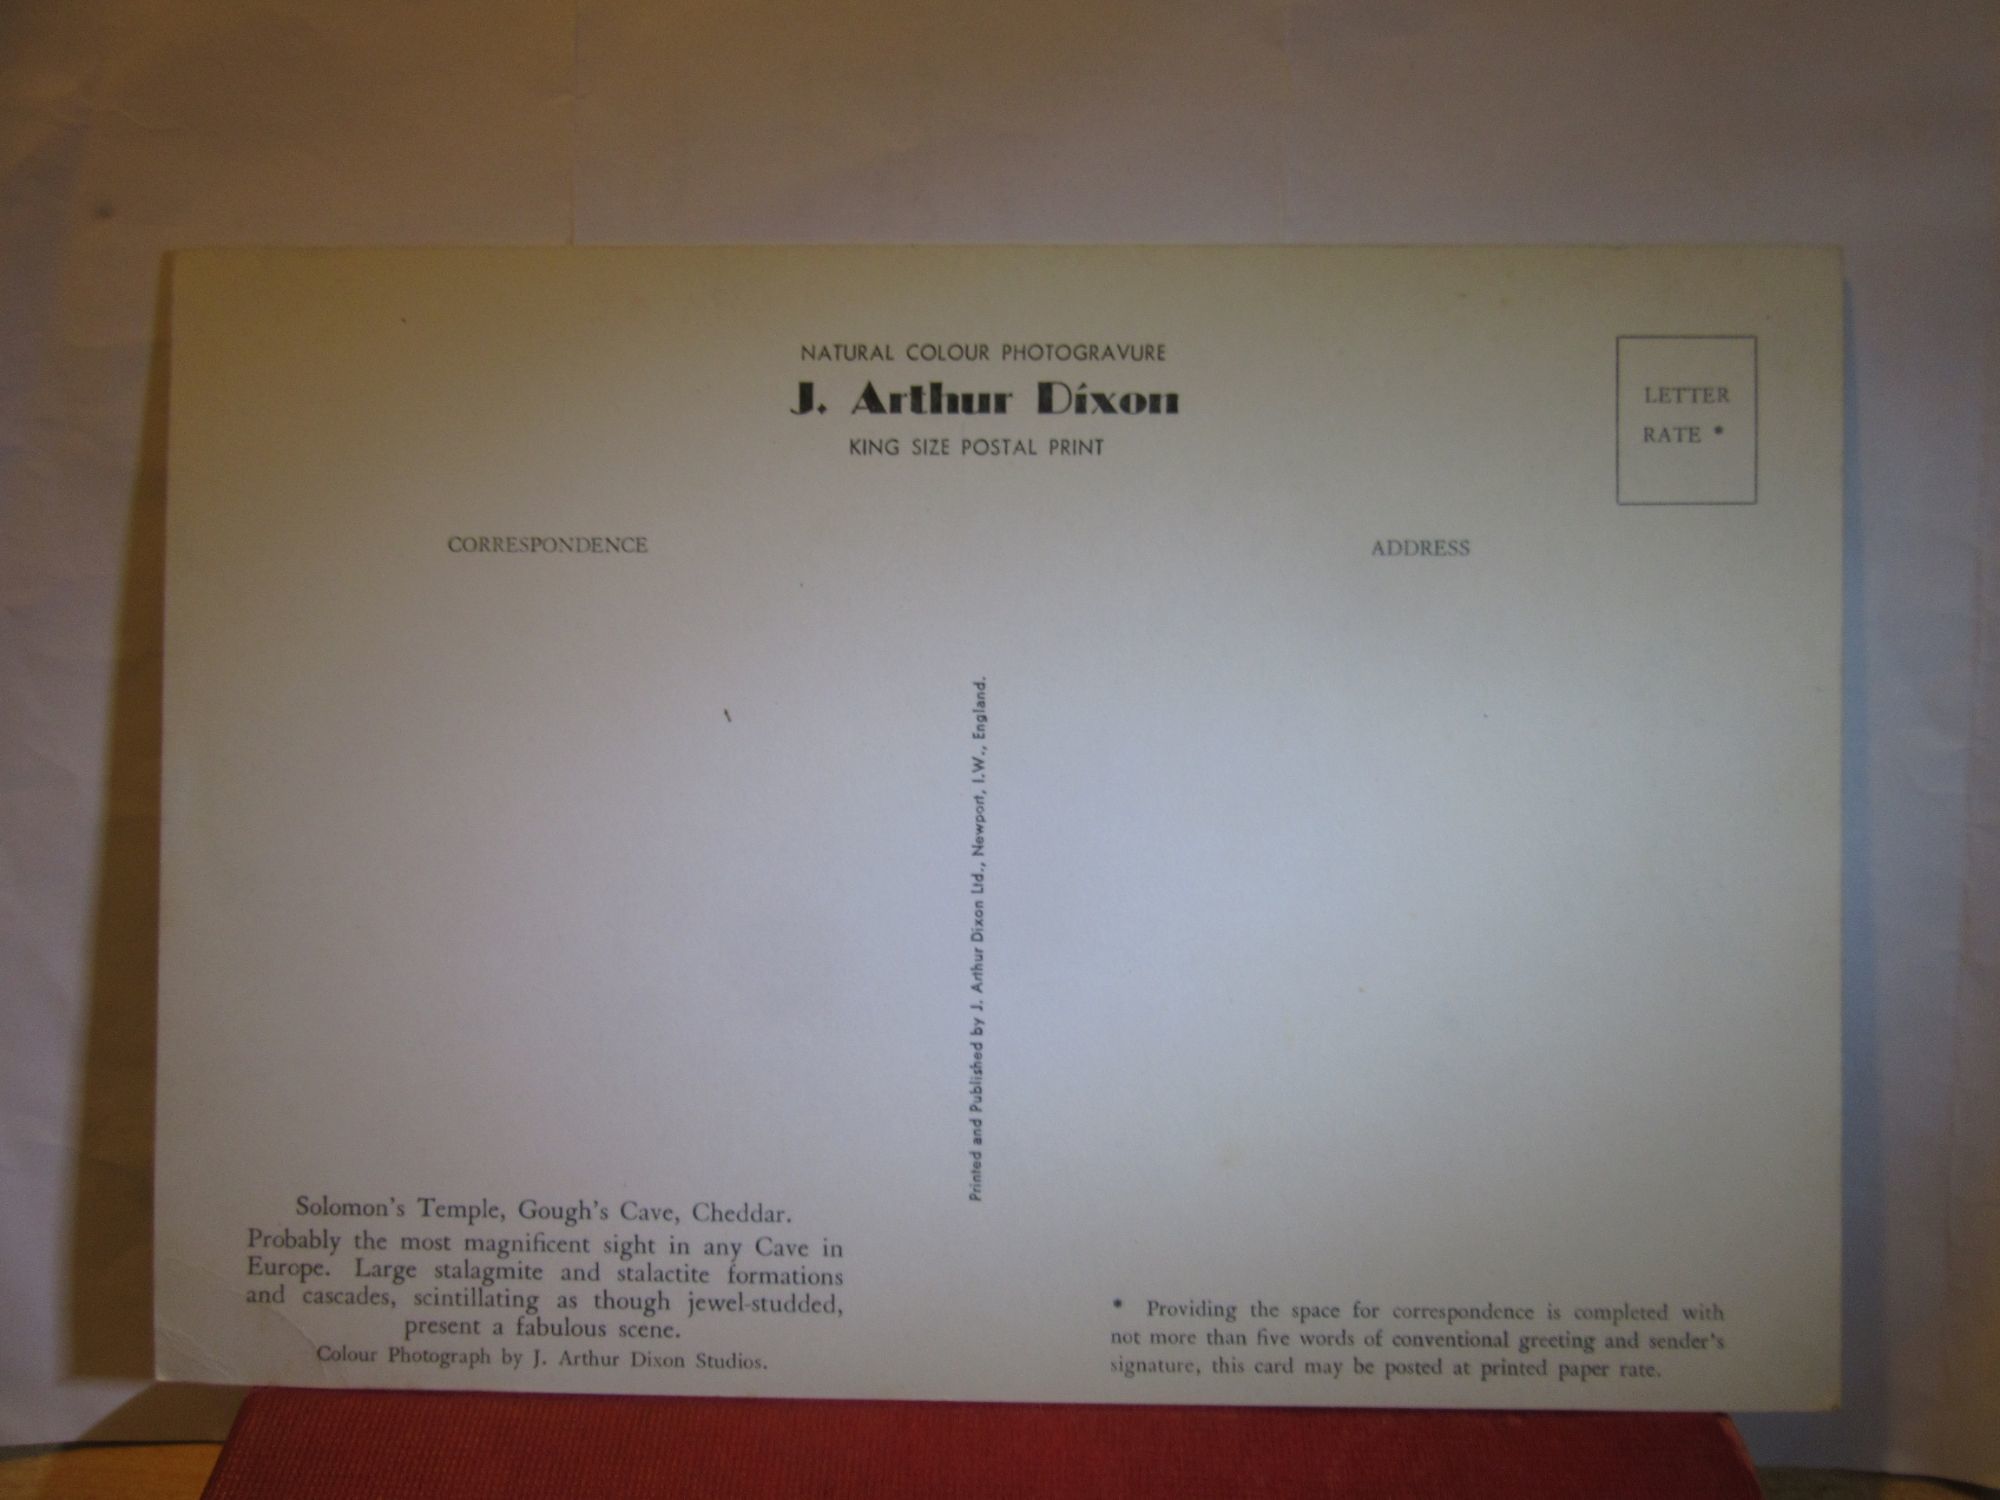 NATURAL COLOUR PHOTOGRAVURE
J. Arthur Dixon
KING SIZE POSTAL PRINT
LETTER
RATE *
CORRESPONDENCE
ADDRESS
Printed and Published by J. Arthur Dixon Ltd., Newport, I.W., England.
Solomon's Temple, Gough's Cave, Cheddar.
Probably the most magnificent sight in any Cave in
Europe. Large stalagmite and stalactite formations
and cascades, scintillating as though jewel-studded,
present a fabulous scene.
Colour Photograph by J. Arthur Dixon Studios.
* Providing the space for correspondence is completed with
not more than five words of conventional greeting and sender's
signature, this card may be posted at printed paper rate.